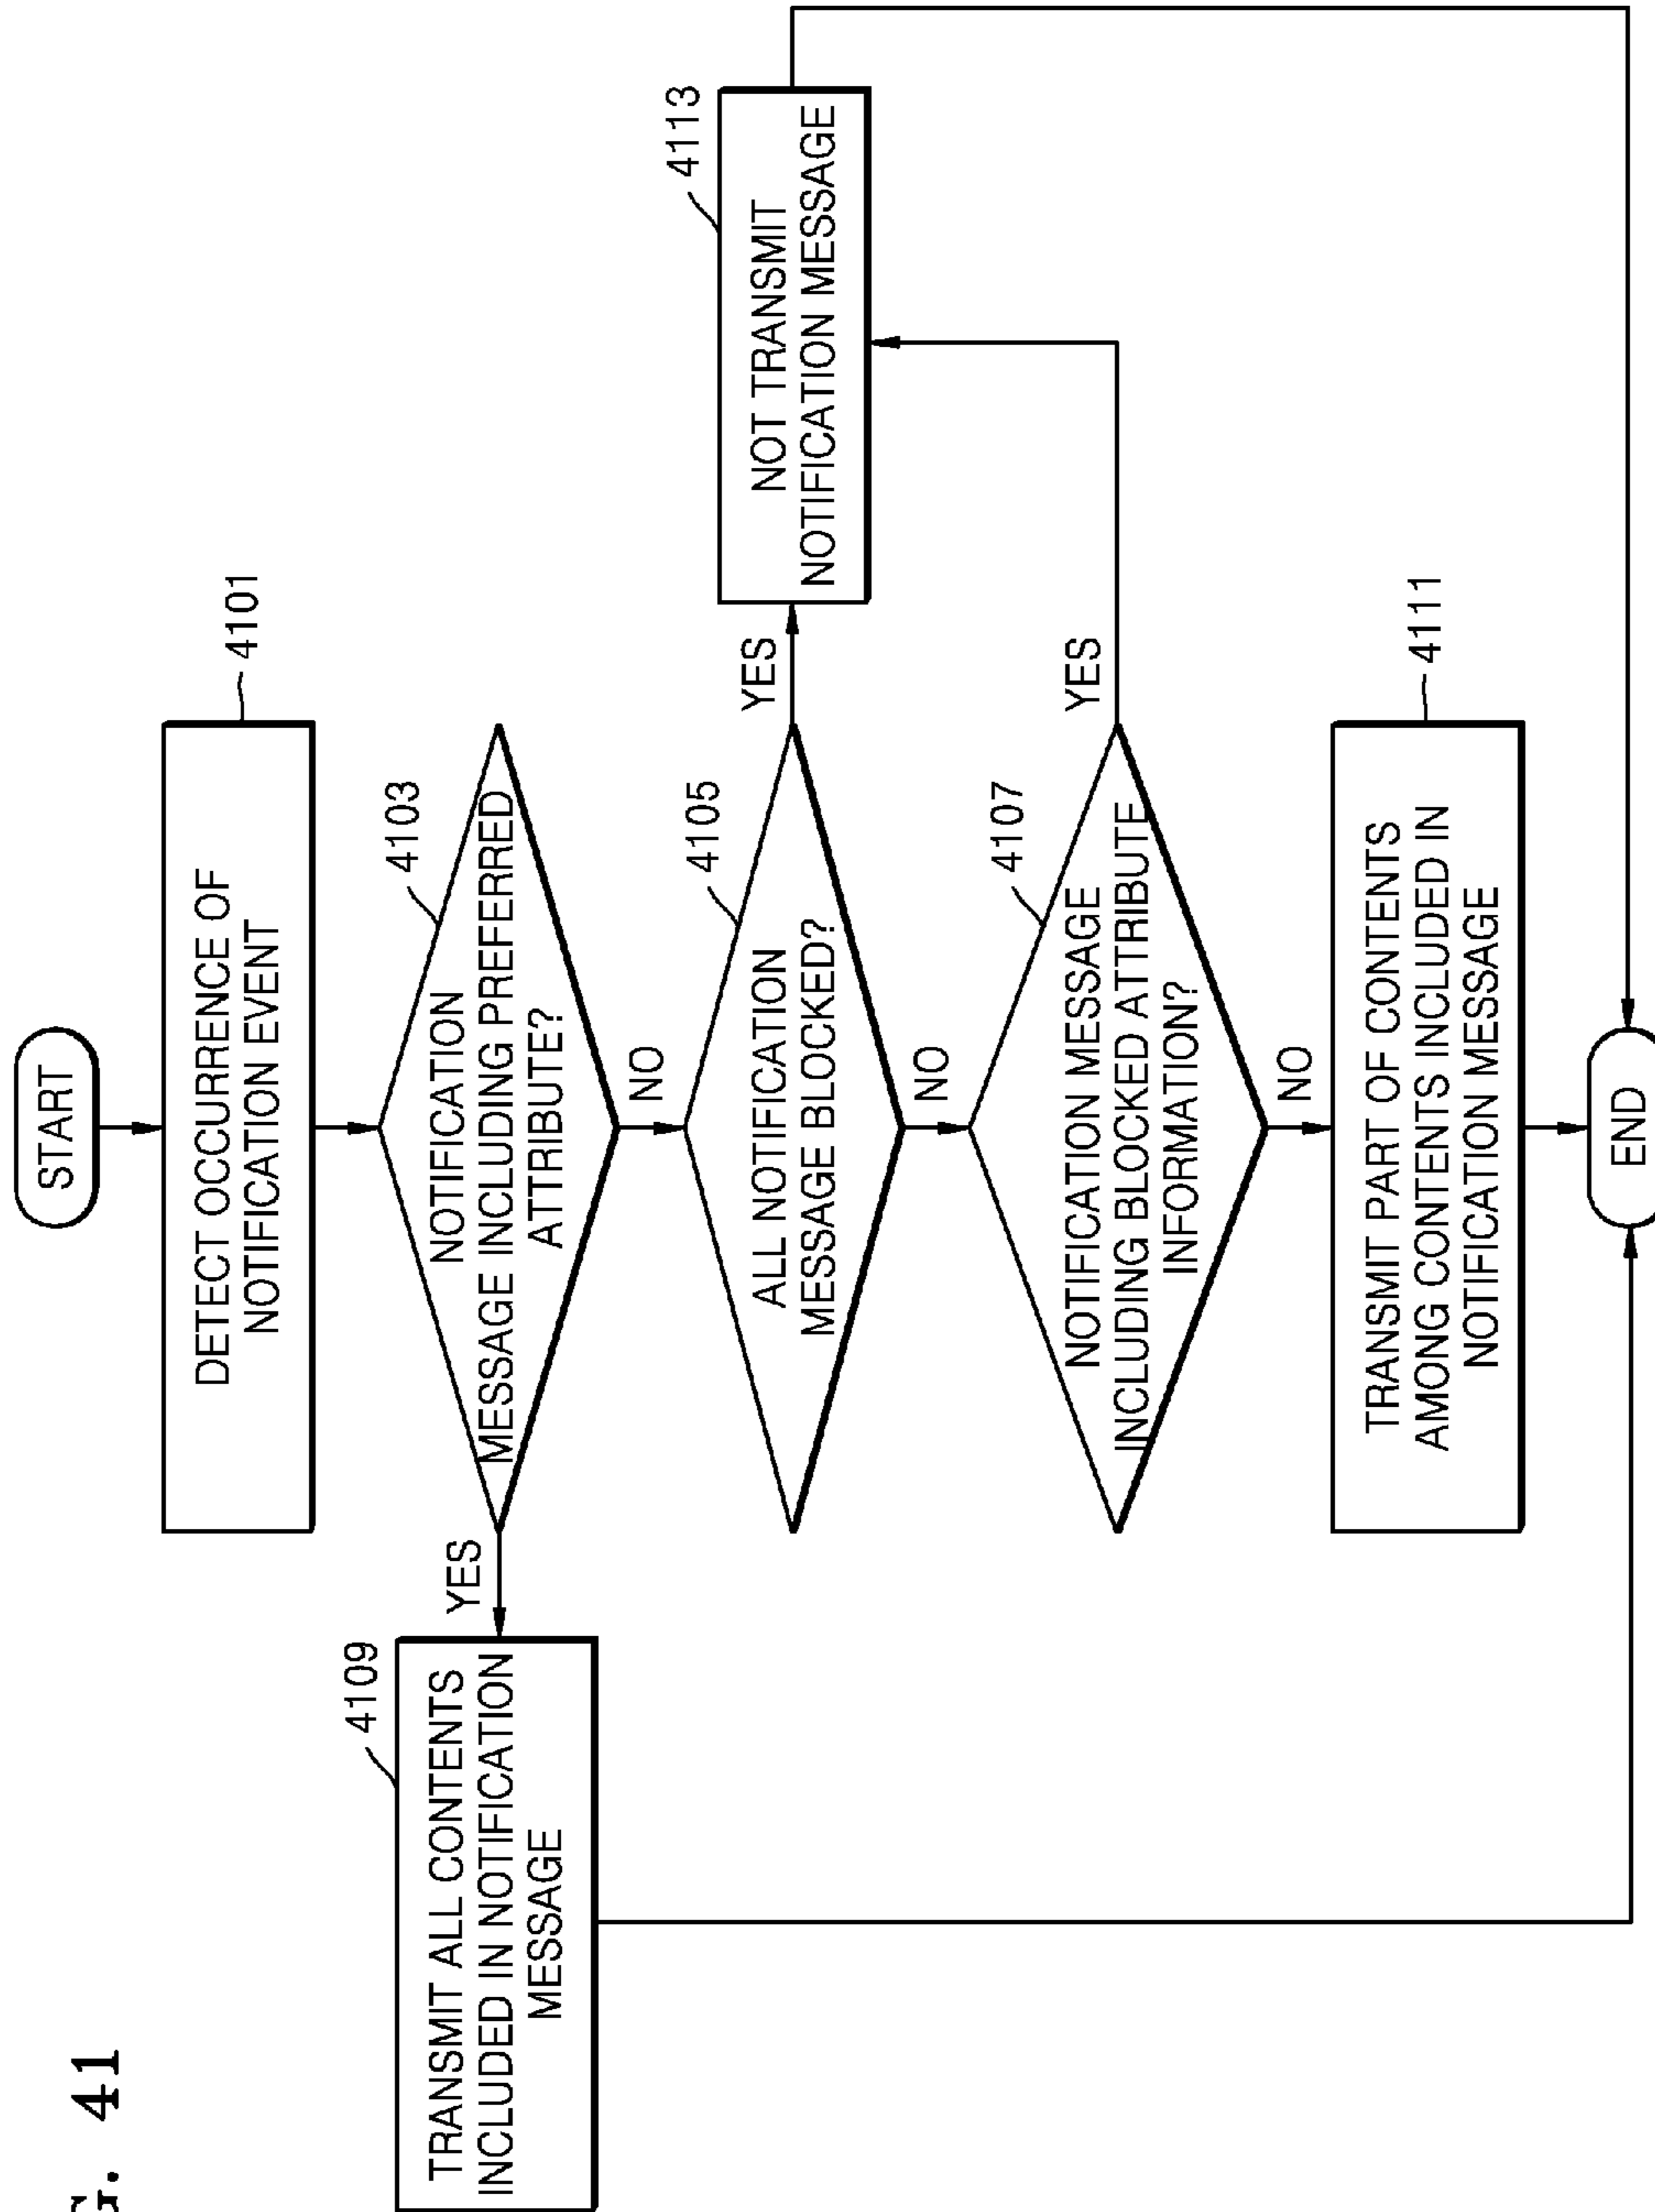 G. 41
START
DETECT OCCURRENCE OF
NOTIFICATION EVENT
4101
NOTIFICATION
MESSAGE INCLUDING PREFERRED
ATTRIBUTE?
4103
YES
NO
TRANSMIT ALL CONTENTS
INCLUDED IN NOTIFICATION
MESSAGE
4109
ALL NOTIFICATION
MESSAGE BLOCKED?
4105
YES
NO
NOT TRANSMIT
NOTIFICATION MESSAGE
4113
NOTIFICATION MESSAGE
INCLUDING BLOCKED ATTRIBUTE
INFORMATION?
4107
YES
NO
TRANSMIT PART OF CONTENTS
AMONG CONTENTS INCLUDED IN
NOTIFICATION MESSAGE
4111
END